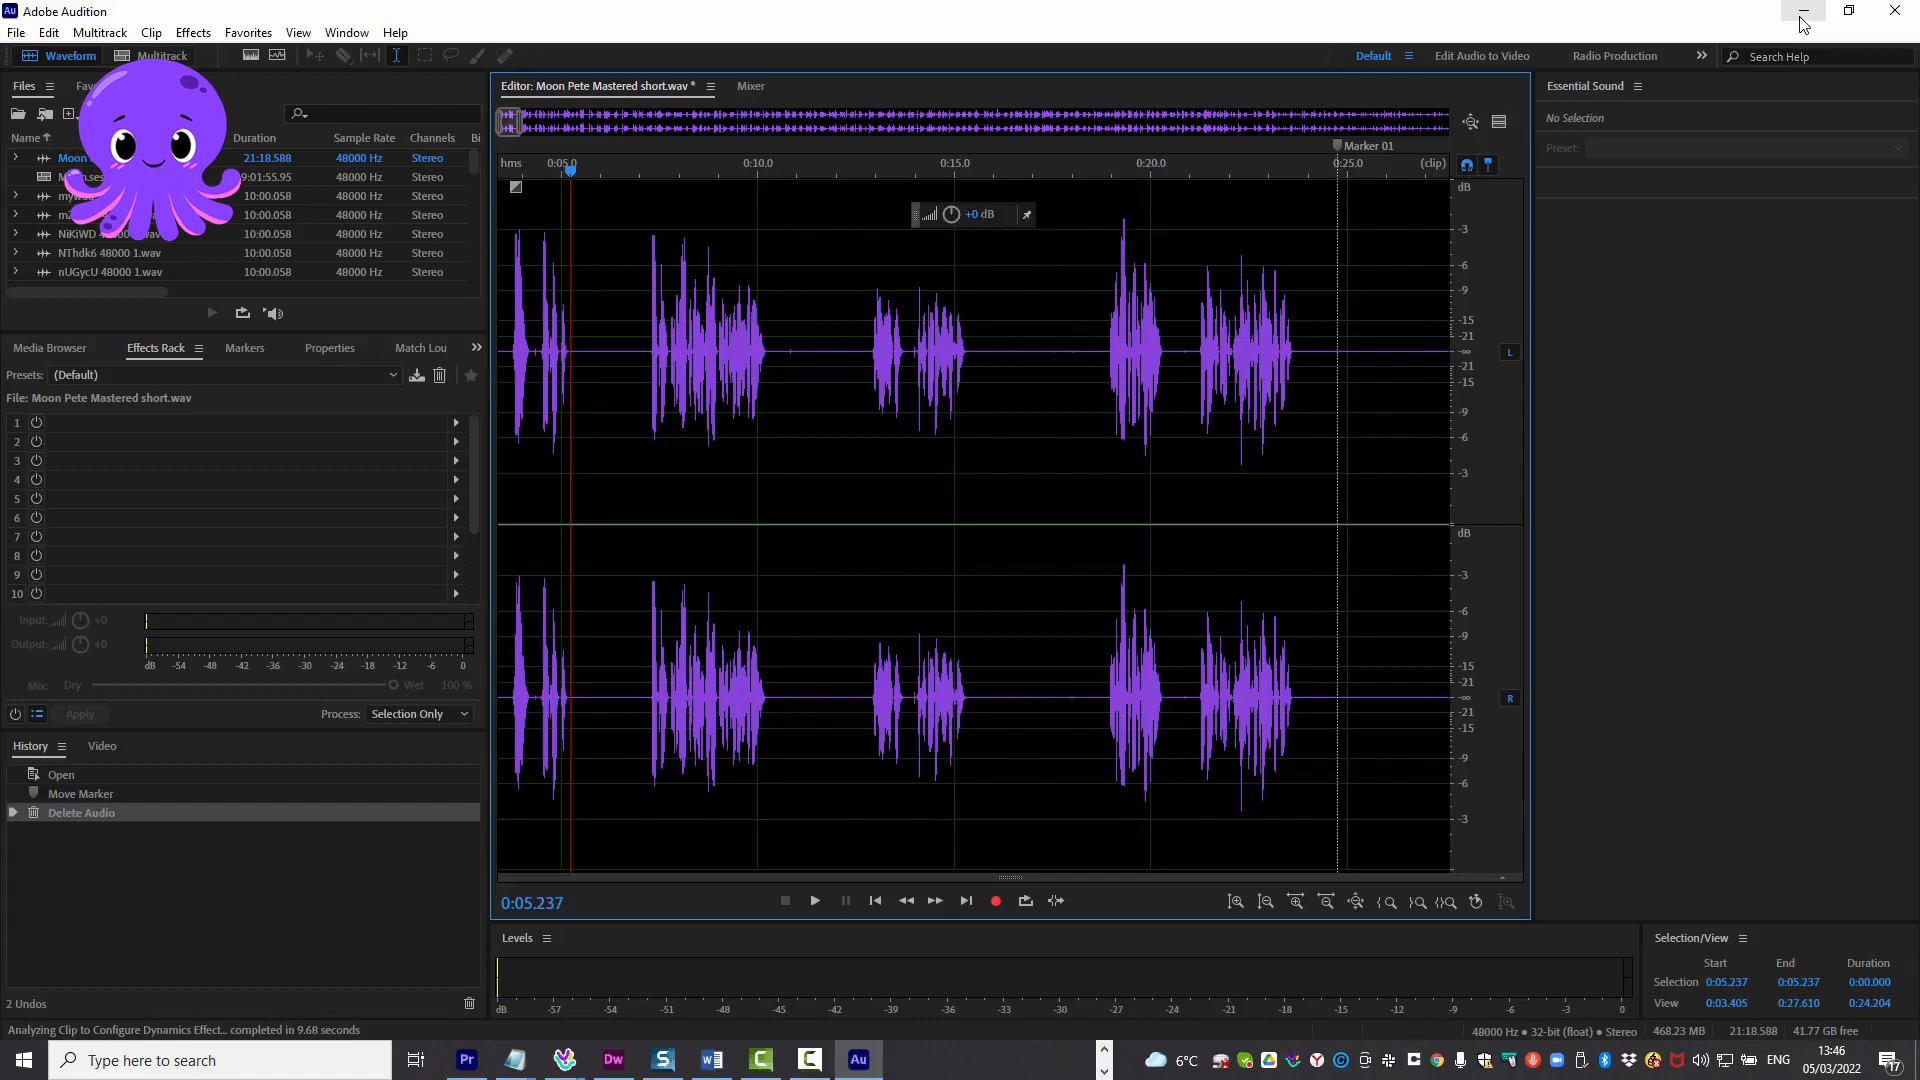 Au Adobe Audition
File Edit Multitrack Clip Effects Favorites View Window Help
Waveform Multitrack Default Edit Audio to Video Radio Production Search Help
Files
Name Duration Sample Rate Channels
Moon 21:18.588 48000 Hz Stereo
9:01:55.95 48000 Hz Stereo
10:00.058 48000 Hz Stereo
10:00.058 48000 Hz Stereo
NiKiWD 10:00.058 48000 Hz Stereo
NThdk6 48000 1.wav 10:00.058 48000 Hz Stereo
nUGycU 48000 1.wav 10:00.058 48000 Hz Stereo
Media Browser Effects Rack Markers Properties Match Lou
Presets: (Default)
File: Moon Pete Mastered short.wav
1
2
3
4
5
6
7
8
9
10
Input: +0
Output: +0
dB -54 -48 -42 -36 -30 -24 -18 -12 -6 0
Mix: Dry Wet 100 %
Apply Process: Selection Only
History Video
Open
Move Marker
Delete Audio
2 Undos
Editor: Moon Pete Mastered short.wav * Mixer
Marker 01
hms 0:05.0 0:10.0 0:15.0 0:20.0 0:25.0 (clip)
+0 dB
dB
-3
-6
-9
-15
-21
-∞
L
-21
-15
-9
-6
-3
dB
-3
-6
-9
-15
-21
-∞
R
-21
-15
-9
-6
-3
0:05.237
Levels
dB -57 -54 -51 -48 -45 -42 -39 -36 -33 -30 -27 -24 -21 -18 -15 -12 -9 -6 -3 0
Essential Sound
No Selection
Preset:
Selection/View
Start End Duration
Selection 0:05.237 0:05.237 0:00.000
View 0:03.405 0:27.610 0:24.204
Analyzing Clip to Configure Dynamics Effect... completed in 9.68 seconds
48000 Hz • 32-bit (float) • Stereo 468.23 MB 21:18.588 41.77 GB free
Type here to search
Pr Dw S W C C Au
6°C ENG 13:46
05/03/2022
17